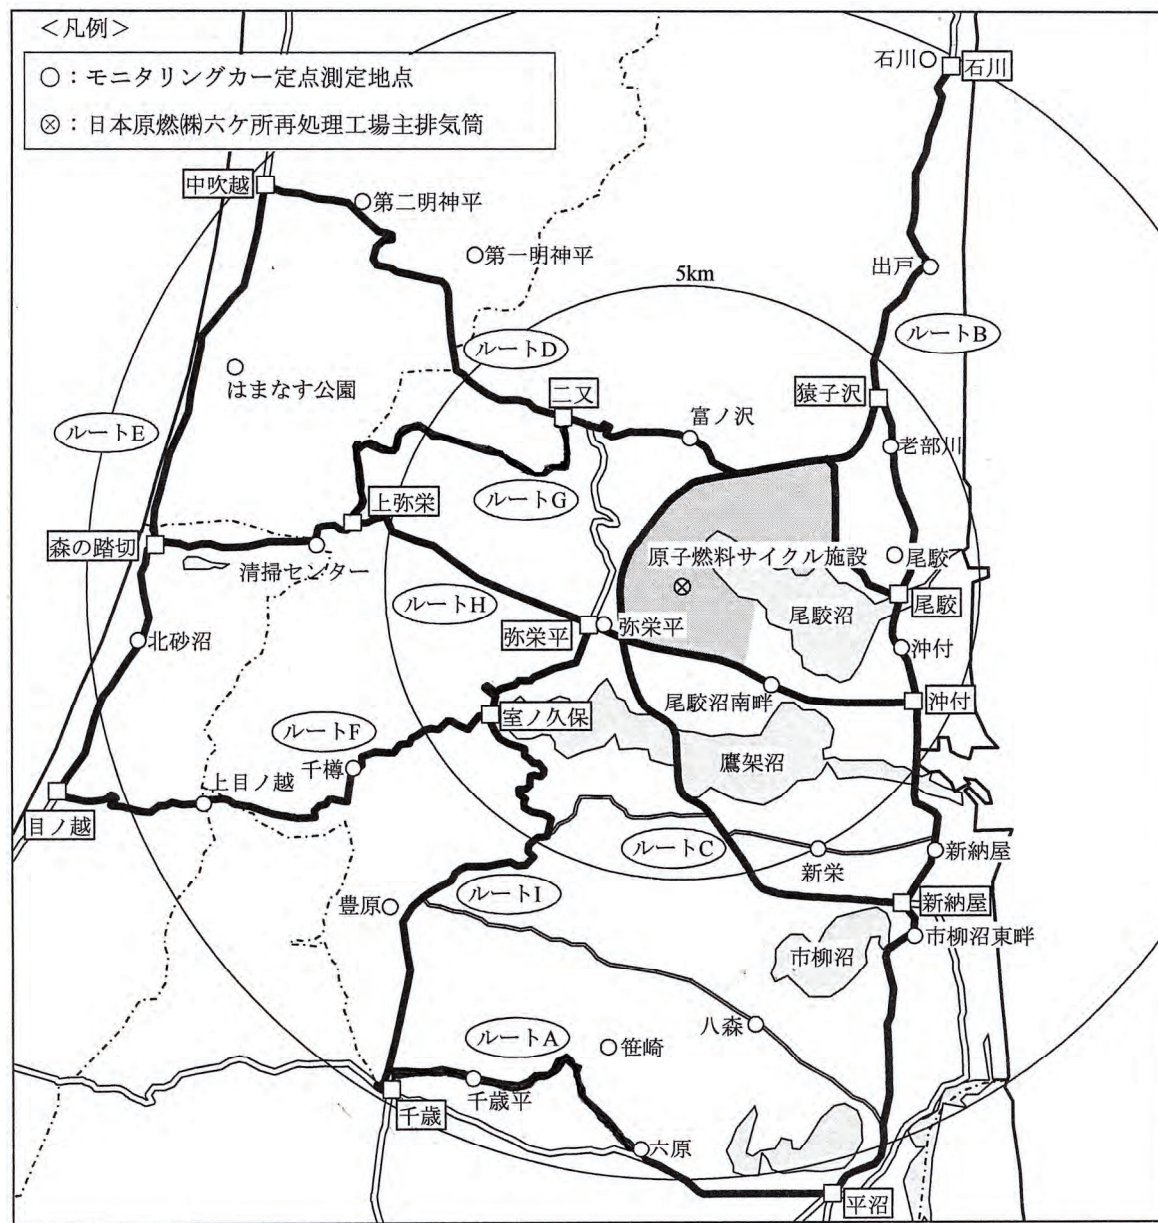 ＜凡例＞
○：モニタリングカー定点測定地点
⊗：日本原燃㈱六ケ所再処理工場主排気筒
石川
石川
中吹越
第二明神平
第一明神平
出戸
5km
ルートB
ルートD
はまなす公園
二又
猿子沢
富ノ沢
老部川
ルートE
ルートG
上弥栄
森の踏切
清掃センター
原子燃料サイクル施設
尾駮
尾駮
尾駮沼
ルートH
弥栄平
弥栄平
北砂沼
沖付
沖付
尾駮沼南畔
室ノ久保
ルートF
千樽
鷹架沼
上目ノ越
目ノ越
ルートC
新栄
新納屋
ルートI
豊原
新納屋
市柳沼東畔
市柳沼
八森
ルートA
笹崎
千歳平
千歳
六原
平沼